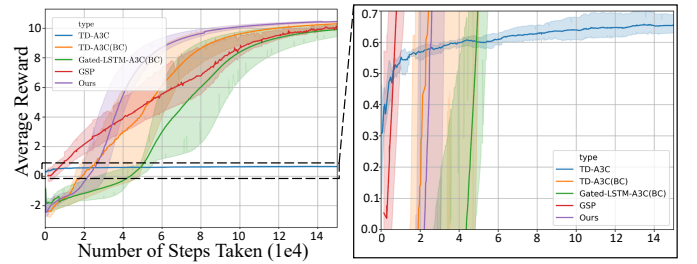 10
8
6
4
2
1
0
-2
Average Reward
type
TD-A3C
TD-A3C(BC)
Gated-LSTM-A3C(BC)
GSP
Ours
0 2 4 6 8 10 12 14
Number of Steps Taken (1e4)
0.7
0.6
0.5
0.4
0.3
0.2
0.1
0.0
type
TD-A3C
TD-A3C(BC)
Gated-LSTM-A3C(BC)
GSP
Ours
0 2 4 6 8 10 12 14